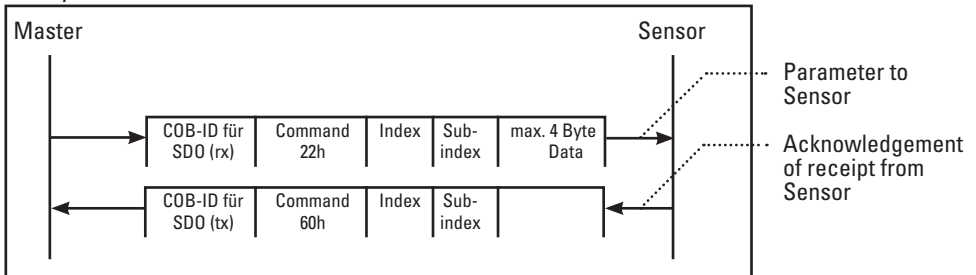 Master
Sensor
Parameter to
Sensor
COB-ID für
SDO (rx)
Command
22h
Index
Sub-
index
max. 4 Byte
Data
Acknowledgement
of receipt from
Sensor
COB-ID für
SDO (tx)
Command
60h
Index
Sub-
index